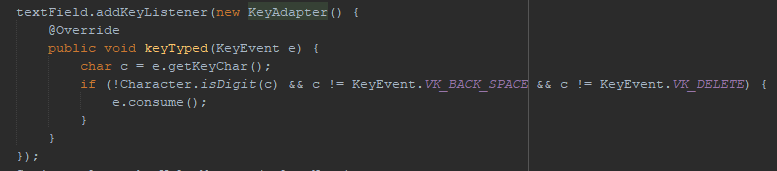 textField.addKeyListener(new KeyAdapter() {
@Override
public void keyTyped(KeyEvent e) {
char c = e.getKeyChar();
if (!Character.isDigit(c) && c != KeyEvent.VK_BACK_SPACE && c != KeyEvent.VK_DELETE) {
e.consume();
}
}
});